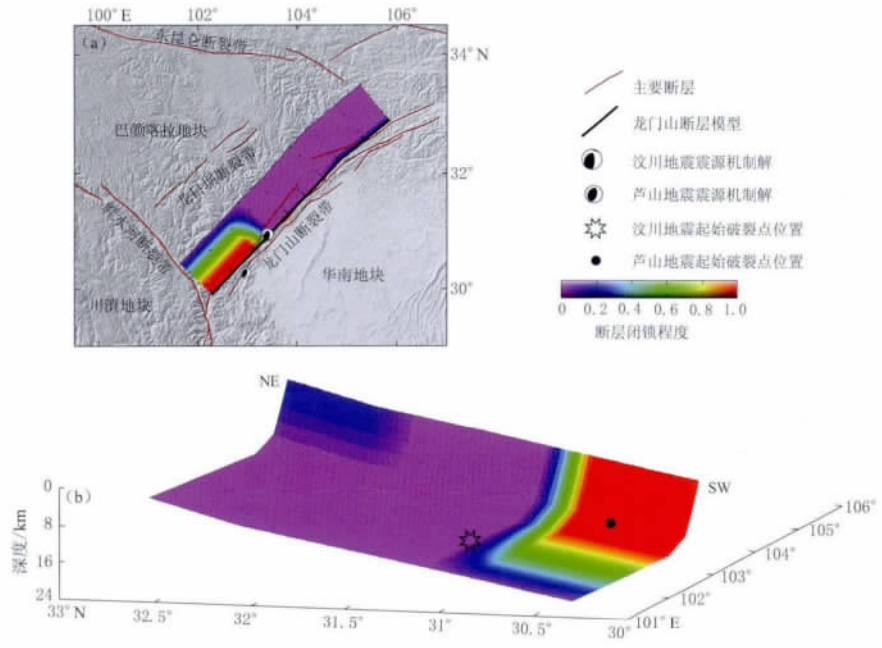 100° E 102° 104° 106°
(a)
东昆仑断裂带
34° N
巴颜喀拉地块
32°
龙日坝断裂带
鲜水河断裂带
龙门山断裂带
华南地块
川滇地块
30°
主要断层
龙门山断层模型
汶川地震震源机制解
芦山地震震源机制解
汶川地震起始破裂点位置
芦山地震起始破裂点位置
0 0.2 0.4 0.6 0.8 1.0
断层闭锁程度
NE
SW
(b)
深度/km
0
8
16
24
33° N 32.5° 32° 31.5° 31° 30.5° 30°
101° E 102° 103° 104° 105° 106°